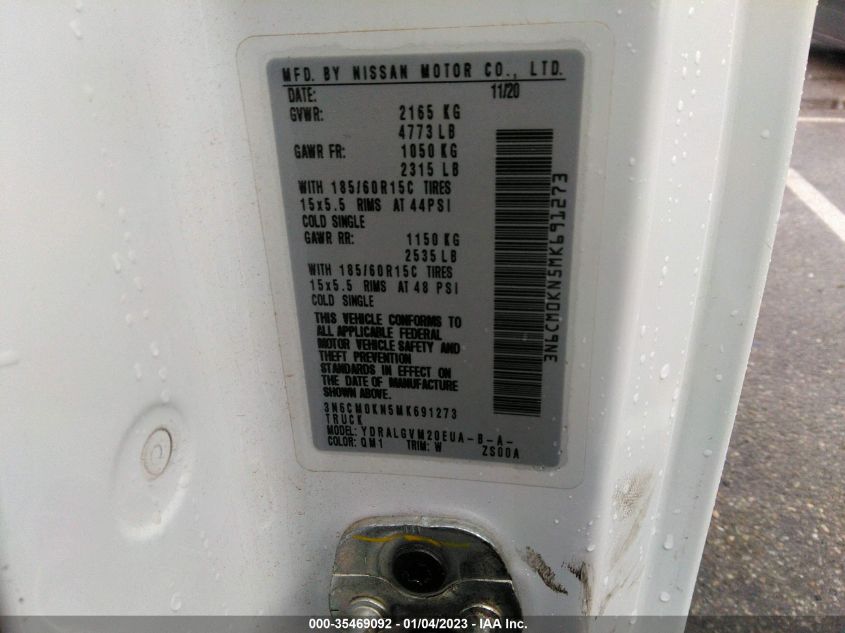 MFD. BY NISSAN MOTOR CO., LTD.
DATE: 11/20
GVWR: 2165 KG
4773 LB
GAWR FR: 1050 KG
2315 LB
WITH 185/60R15C TIRES
15x5.5 RIMS AT 44PSI
COLD SINGLE
GAWR RR: 1150 KG
2535 LB
WITH 185/60R15C TIRES
15x5.5 RIMS AT 48 PSI
COLD SINGLE
THIS VEHICLE CONFORMS TO
ALL APPLICABLE FEDERAL
MOTOR VEHICLE SAFETY AND
THEFT PREVENTION
STANDARDS IN EFFECT ON
THE DATE OF MANUFACTURE
SHOWN ABOVE.
3N6CM0KN5MK691273
TRUCK
MODEL: YDRALGVM20EUA-B-A-
COLOR: QM1 TRIM: W ZS00A
3N6CM0KN5MK691273
000-35469092 - 01/04/2023 - IAA Inc.